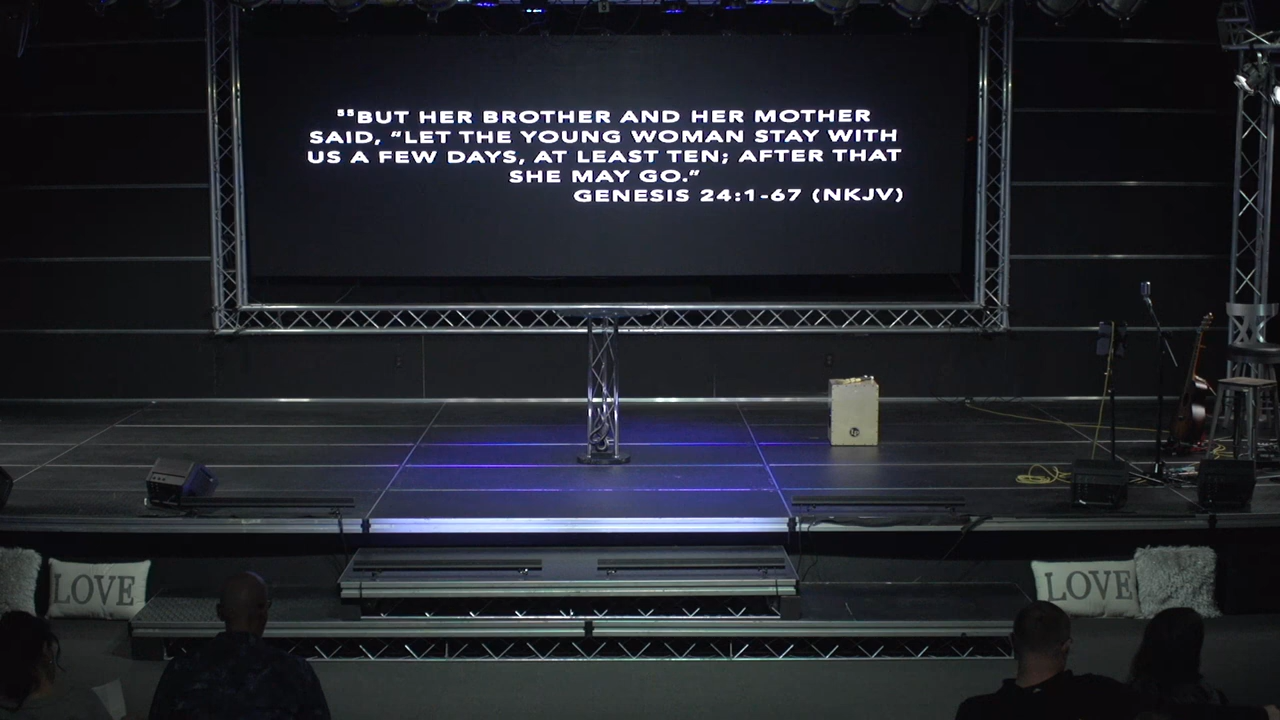 ⁵⁵BUT HER BROTHER AND HER MOTHER
SAID, “LET THE YOUNG WOMAN STAY WITH
US A FEW DAYS, AT LEAST TEN; AFTER THAT
SHE MAY GO.”
GENESIS 24:1-67 (NKJV)
LOVE
LOVE